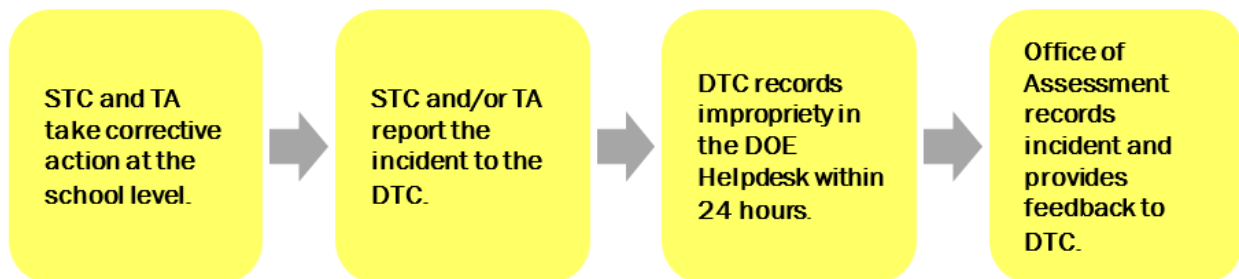 STC and TA
take corrective
action at the
school level.
STC and/or TA
report the
incident to the
DTC.
DTC records
impropriety in
the DOE
Helpdesk within
24 hours.
Office of
Assessment
records
incident and
provides
feedback to
DTC.